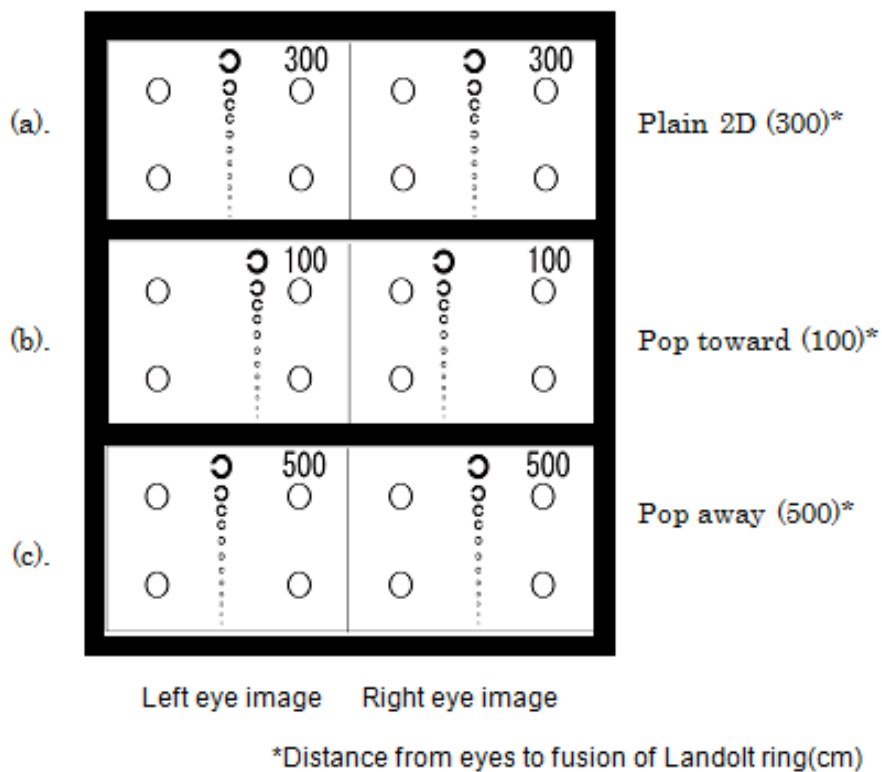 300 300
(a). Plain 2D (300)*
100 100
(b). Pop toward (100)*
500 500
Pop away (500)*
(c).
Left eye image Right eye image
*Distance from eyes to fusion of Landolt ring(cm)